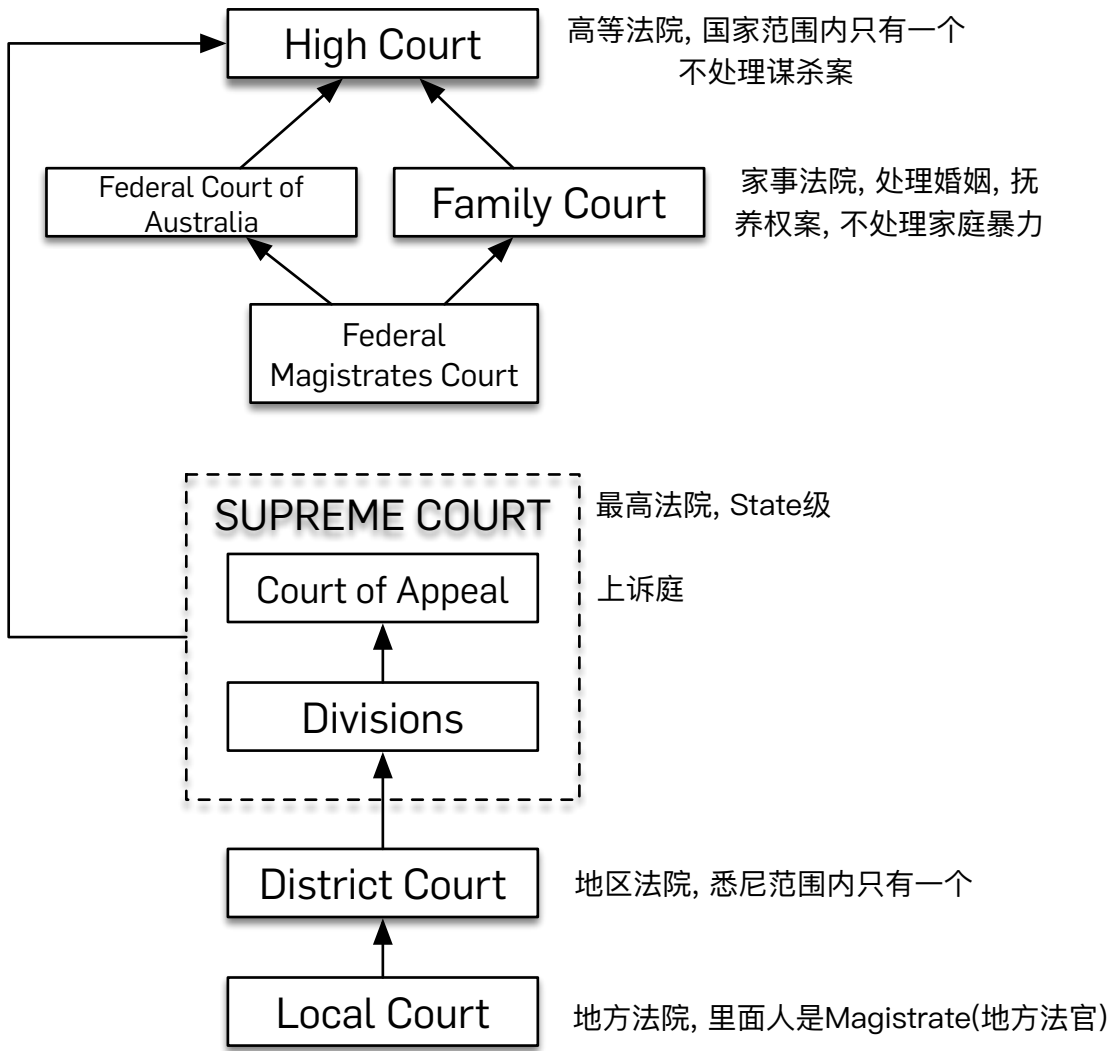 High Court
高等法院, 国家范围内只有一个
不处理谋杀案
Federal Court of
Australia
Family Court
家事法院, 处理婚姻, 抚
养权案, 不处理家庭暴力
Federal
Magistrates Court
SUPREME COURT
最高法院, State级
Court of Appeal
上诉庭
Divisions
District Court
地区法院, 悉尼范围内只有一个
Local Court
地方法院, 里面人是Magistrate(地方法官)